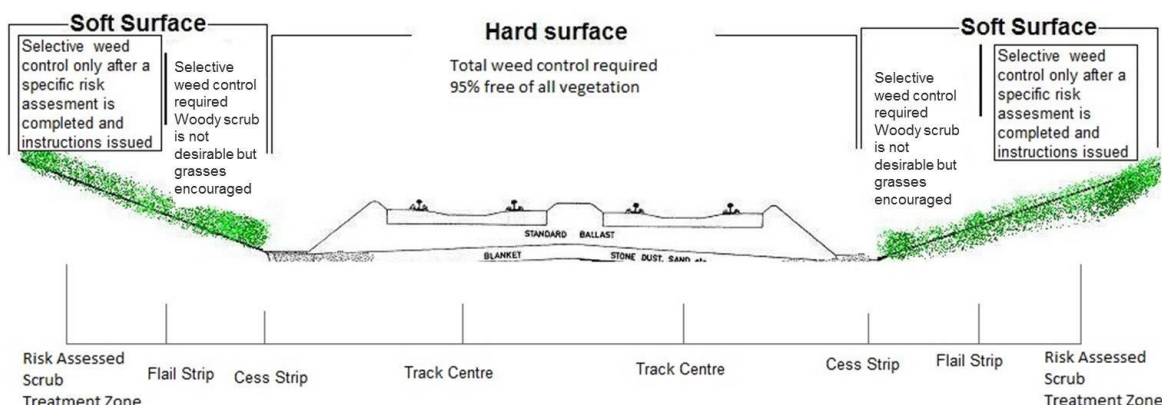 Soft Surface
Selective weed
control only after a
specific risk
assesment is
completed and
instructions issued
Selective
weed control
required
Woody scrub
is not
desirable but
grasses
encouraged
Hard surface
Total weed control required
95% free of all vegetation
Soft Surface
Selective
weed control
required
Woody scrub
is not
desirable but
grasses
encouraged
Selective weed
control only after a
specific risk
assesment is
completed and
instructions issued
STANDARD BALLAST
BLANKET
STONE DUST, SAND etc
Risk Assessed
Scrub
Treatment Zone
Flail Strip
Cess Strip
Track Centre
Track Centre
Cess Strip
Flail Strip
Risk Assessed
Scrub
Treatment Zone